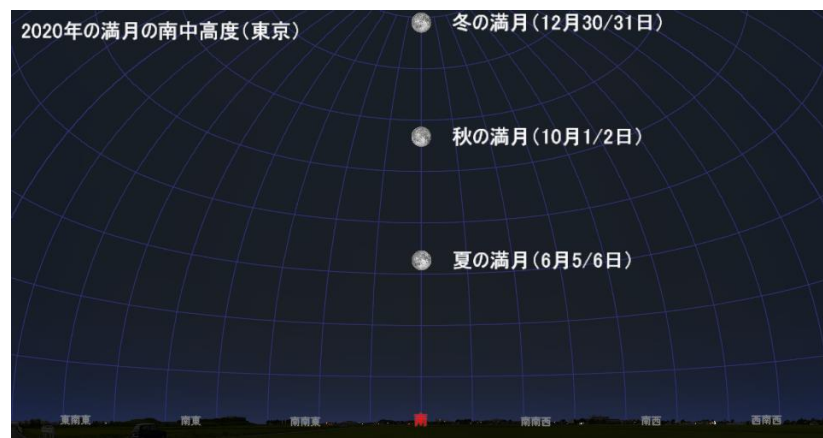 2020年の満月の南中高度(東京)
冬の満月(12月30/31日)
秋の満月(10月1/2日)
夏の満月(6月5/6日)
東南東 南東 南南東 南 南南西 南西 西南西